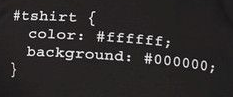 #tshirt {
color: #ffffff;
background: #000000;
}